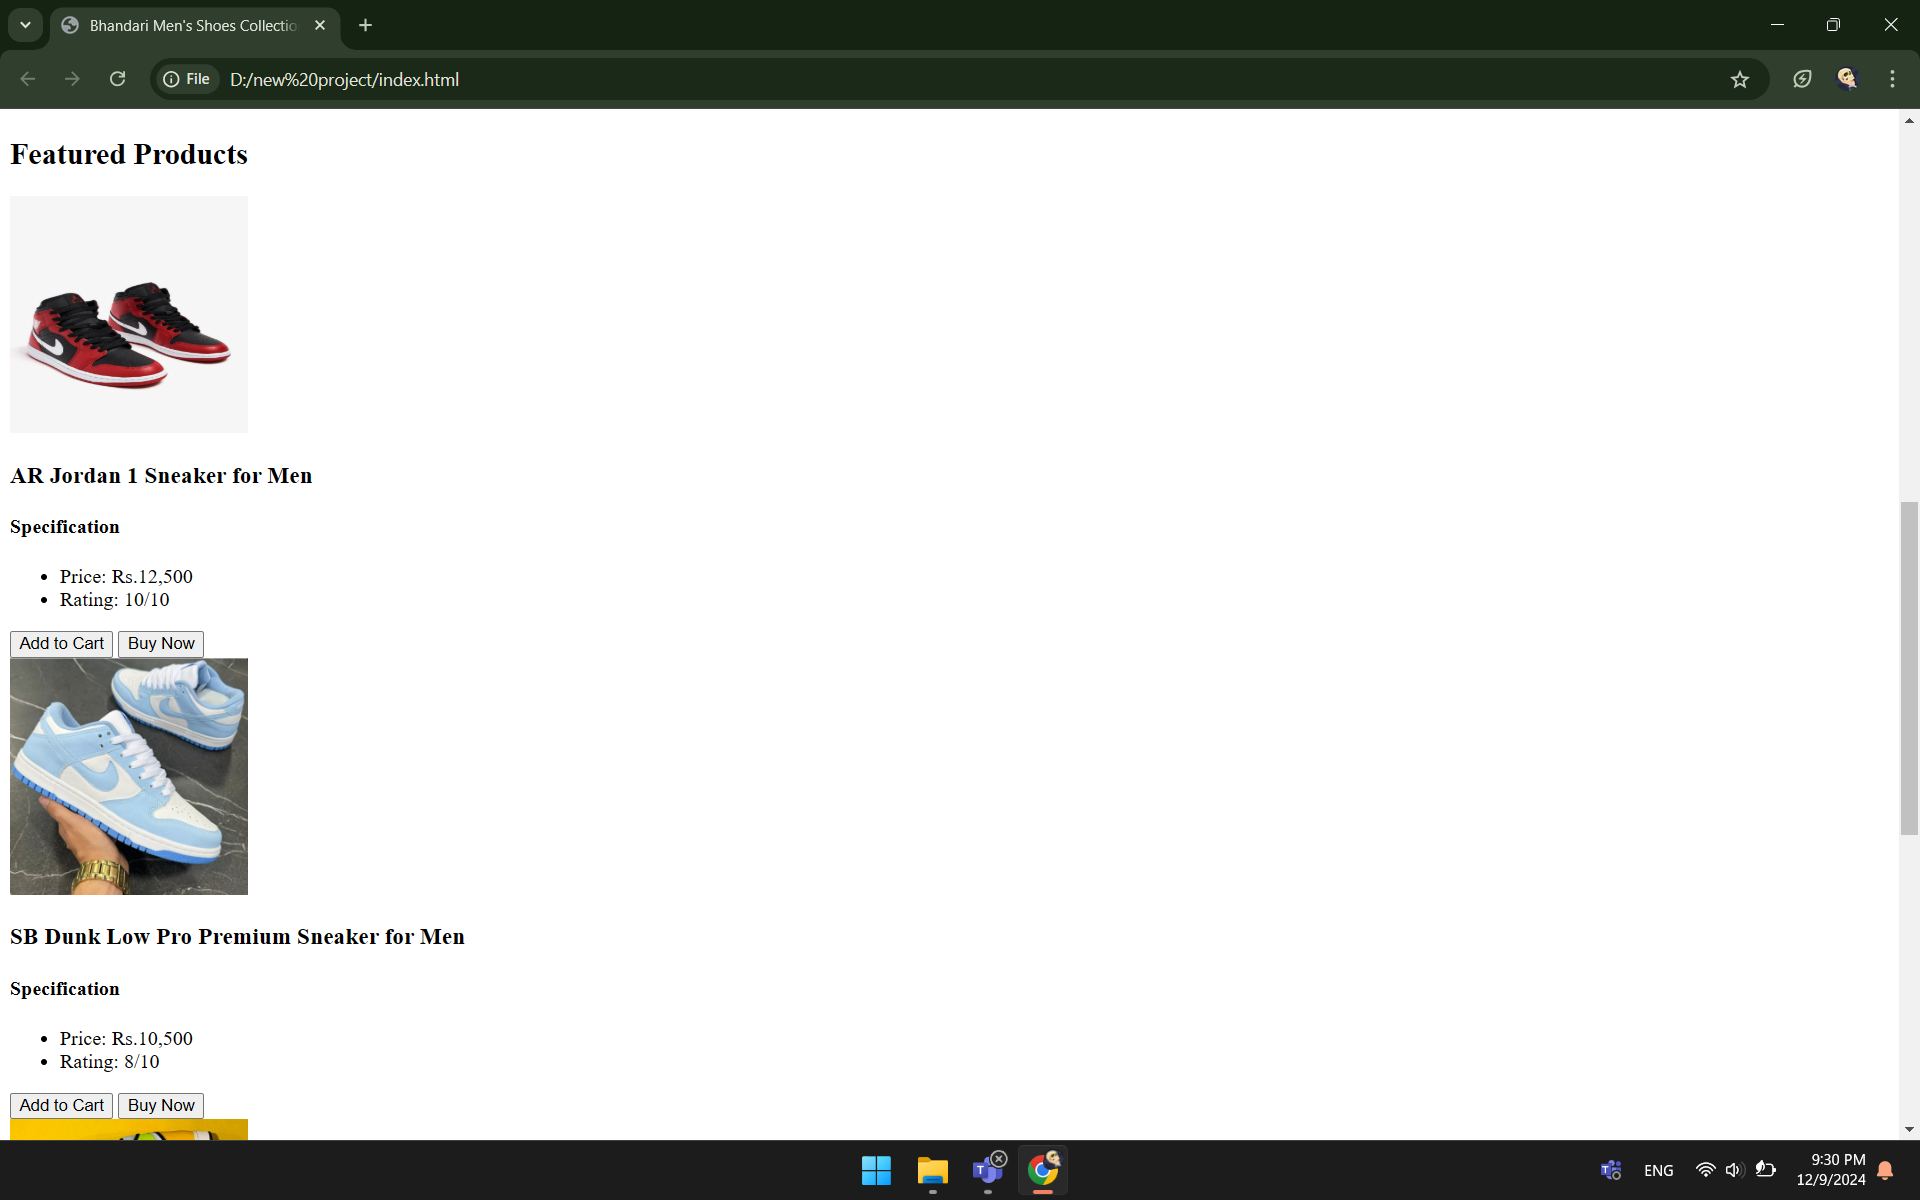 Bhandari Men's Shoes Collectio
File
D:/new%20project/index.html
Featured Products
AR Jordan 1 Sneaker for Men
Specification
• Price: Rs.12,500
• Rating: 10/10
Add to Cart Buy Now
SB Dunk Low Pro Premium Sneaker for Men
Specification
• Price: Rs.10,500
• Rating: 8/10
Add to Cart Buy Now
ENG
9:30 PM
12/9/2024